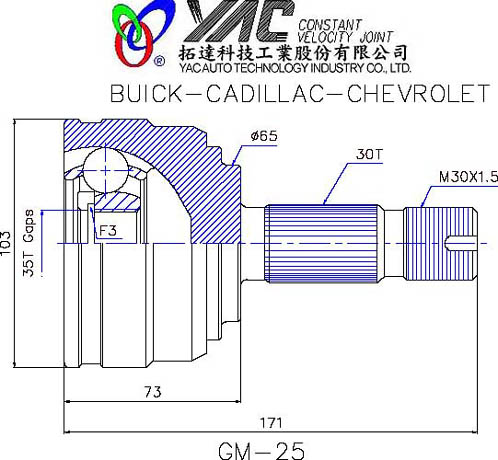 YAC CONSTANT
VELOCITY JOINT
拓達科技工業股份有限公司
YAC AUTO TECHNOLOGY INDUSTRY CO., LTD.
BUICK-CADILLAC-CHEVROLET
ø65
30T
M30X1.5
103
35T Gaps
F3
73
171
GM-25